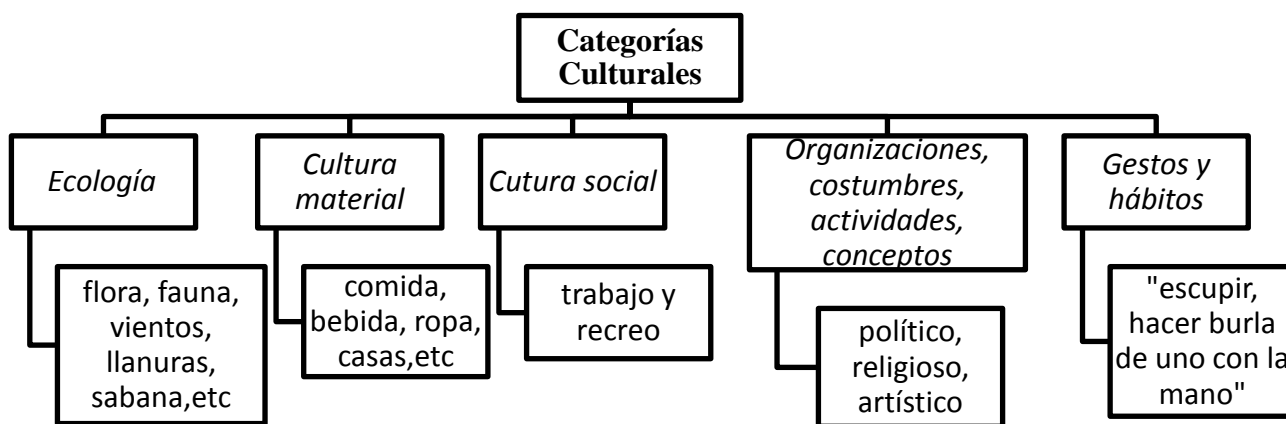 Categorías
Culturales
Ecología
Cultura
material
Cutura social
Organizaciones,
costumbres,
actividades,
conceptos
Gestos y
hábitos
flora, fauna,
vientos,
llanuras,
sabana,etc
comida,
bebida, ropa,
casas,etc
trabajo y
recreo
político,
religioso,
artístico
"escupir,
hacer burla
de uno con la
mano"